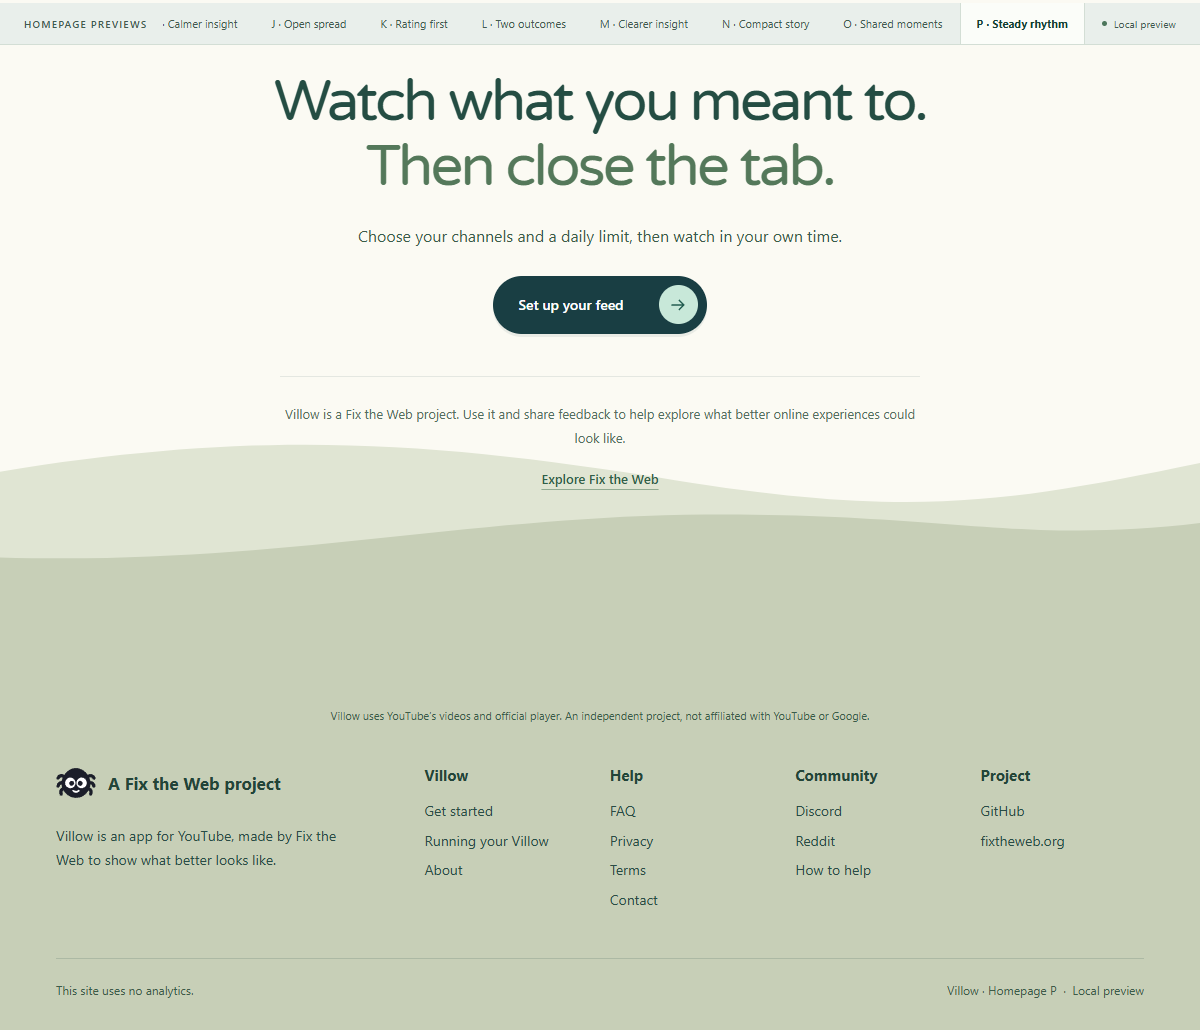 HOMEPAGE PREVIEWS · Calmer insight J · Open spread K · Rating first L · Two outcomes M · Clearer insight N · Compact story O · Shared moments P · Steady rhythm Local preview
Watch what you meant to.
Then close the tab.
Choose your channels and a daily limit, then watch in your own time.
Set up your feed →
Villow is a Fix the Web project. Use it and share feedback to help explore what better online experiences could
look like.
Explore Fix the Web
Villow uses YouTube's videos and official player. An independent project, not affiliated with YouTube or Google.
A Fix the Web project
Villow is an app for YouTube, made by Fix the
Web to show what better looks like.
Villow
Get started
Running your Villow
About
Help
FAQ
Privacy
Terms
Contact
Community
Discord
Reddit
How to help
Project
GitHub
fixtheweb.org
This site uses no analytics.
Villow · Homepage P · Local preview